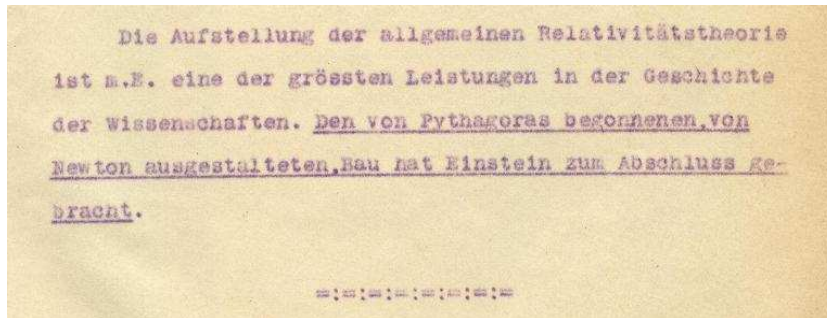 Die Aufstellung der allgemeinen Relativitätstheorie
ist m.E. eine der grössten Leistungen in der Geschichte
der Wissenschaften. Den von Pythagoras begonnenen,von
Newton ausgestalteten,Bau hat Einstein zum Abschluss ge-
bracht.
=:=:=:=:=:=:=:=